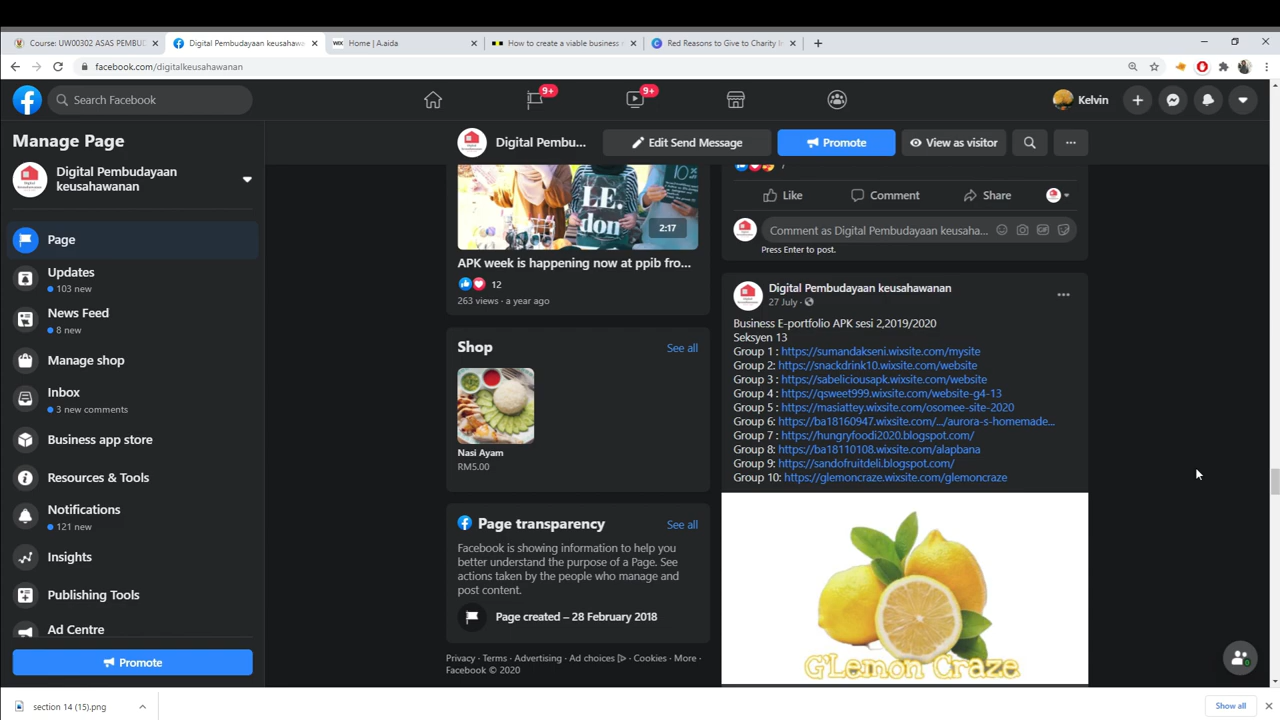 Course: UW00302 ASAS PEMBUD
Digital Pembudayaan keusahawa
WIX
Home | A.aida
How to create a viable business
Red Reasons to Give to Charity In
facebook.com/digitalkeusahawanan
Search Facebook
9+
9+
Kelvin
Manage Page
Digital Pembudayaan
keusahawanan
Page
Updates
103 new
News Feed
8 new
Manage shop
Inbox
3 new comments
Business app store
Resources & Tools
Notifications
121 new
Insights
Publishing Tools
Ad Centre
Promote
Digital Pembu...
Edit Send Message
Promote
View as visitor
...
LE.
don
10%
2:17
APK week is happening now at ppib fro...
12
263 views · a year ago
Shop
See all
Nasi Ayam
RM5.00
Page transparency
See all
Facebook is showing information to help you
better understand the purpose of a Page. See
actions taken by the people who manage and
post content.
Page created – 28 February 2018
Privacy · Terms · Advertising · Ad choices · Cookies · More ·
Facebook © 2020
7
Like
Comment
Share
Comment as Digital Pembudayaan keusaha...
GIF
Press Enter to post.
Digital Pembudayaan keusahawanan
27 July ·
Business E-portfolio APK sesi 2,2019/2020
Seksyen 13
Group 1 : https://sumandakseni.wixsite.com/mysite
Group 2: https://snackdrink10.wixsite.com/website
Group 3 : https://sabeliciousapk.wixsite.com/website
Group 4 : https://qsweet999.wixsite.com/website-g4-13
Group 5 : https://masiattey.wixsite.com/osomee-site-2020
Group 6: https://ba18160947.wixsite.com/.../aurora-s-homemade...
Group 7 : https://hungryfoodi2020.blogspot.com/
Group 8: https://ba18110108.wixsite.com/alapbana
Group 9: https://sandofruitdeli.blogspot.com/
Group 10: https://glemoncraze.wixsite.com/glemoncraze
G'Lemon Craze
section 14 (15).png
Show all